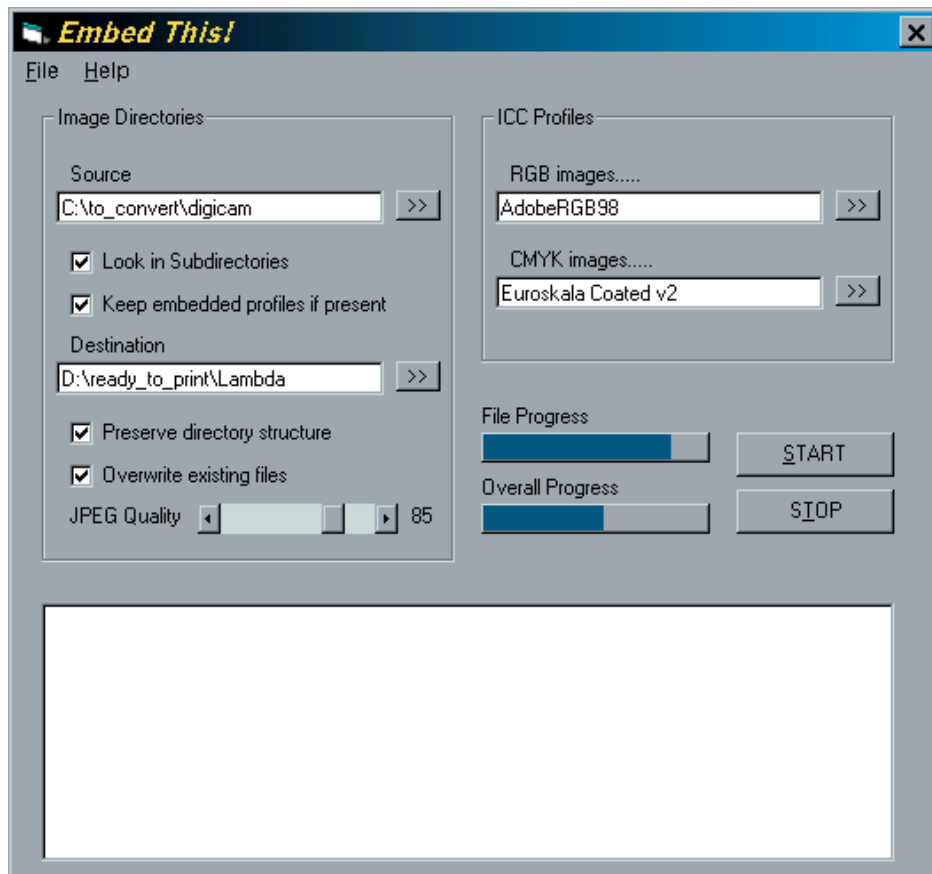 Embed This!
File Help
Image Directories
Source
C:\to_convert\digicam >>
Look in Subdirectories
Keep embedded profiles if present
Destination
D:\ready_to_print\Lambda >>
Preserve directory structure
Overwrite existing files
JPEG Quality 85
ICC Profiles
RGB images.....
AdobeRGB98 >>
CMYK images.....
Euroskala Coated v2 >>
File Progress
Overall Progress
START
STOP